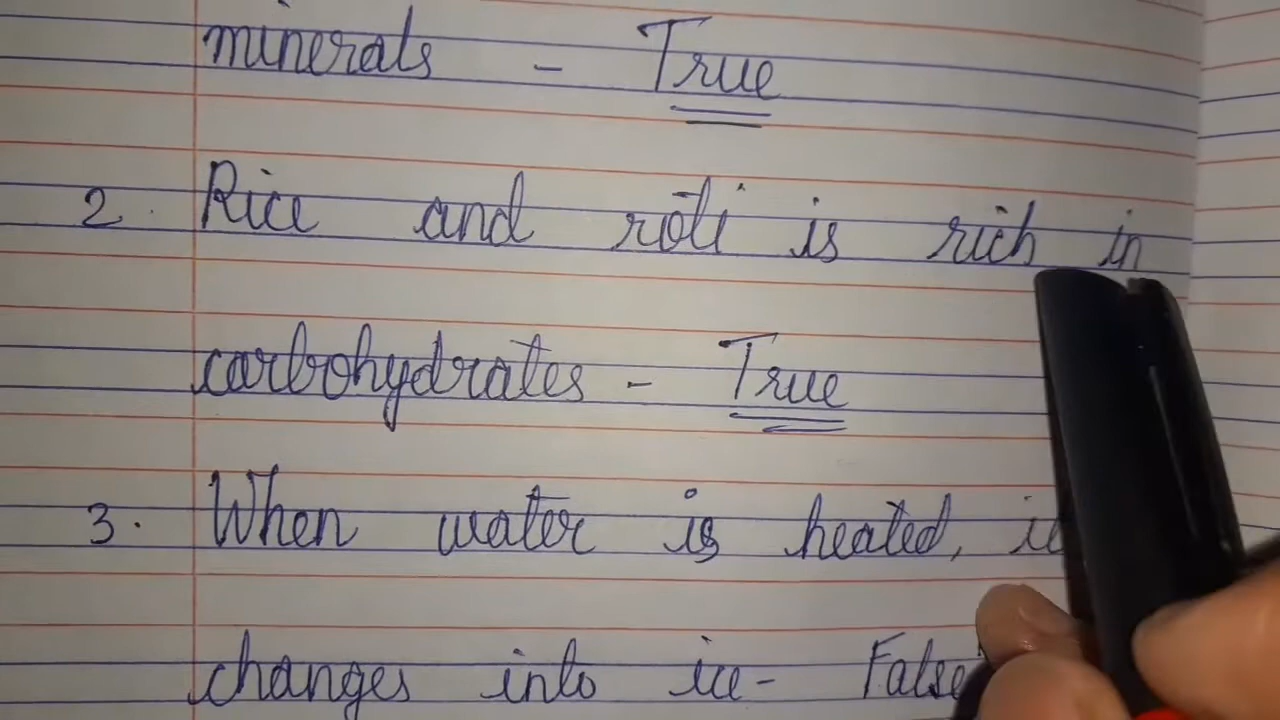 minerals - True
2. Rice and roti is rich in
carbohydrates - True
3. When water is heated, it
changes into ice - False